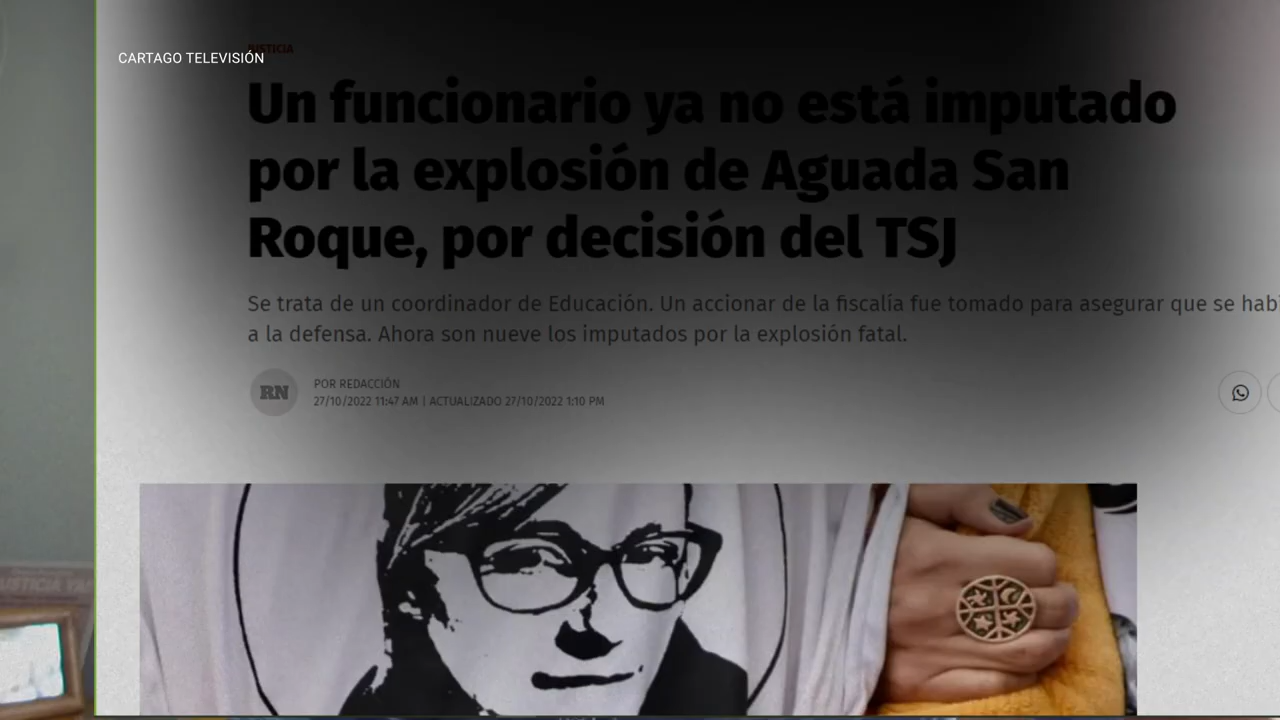 JUSTICIA
CARTAGO TELEVISIÓN
Un funcionario ya no está imputado
por la explosión de Aguada San
Roque, por decisión del TSJ
Se trata de un coordinador de Educación. Un accionar de la fiscalía fue tomado para asegurar que se habí
a la defensa. Ahora son nueve los imputados por la explosión fatal.
RN
POR REDACCIÓN
27/10/2022 11:47 AM | ACTUALIZADO 27/10/2022 1:10 PM
USTICIA